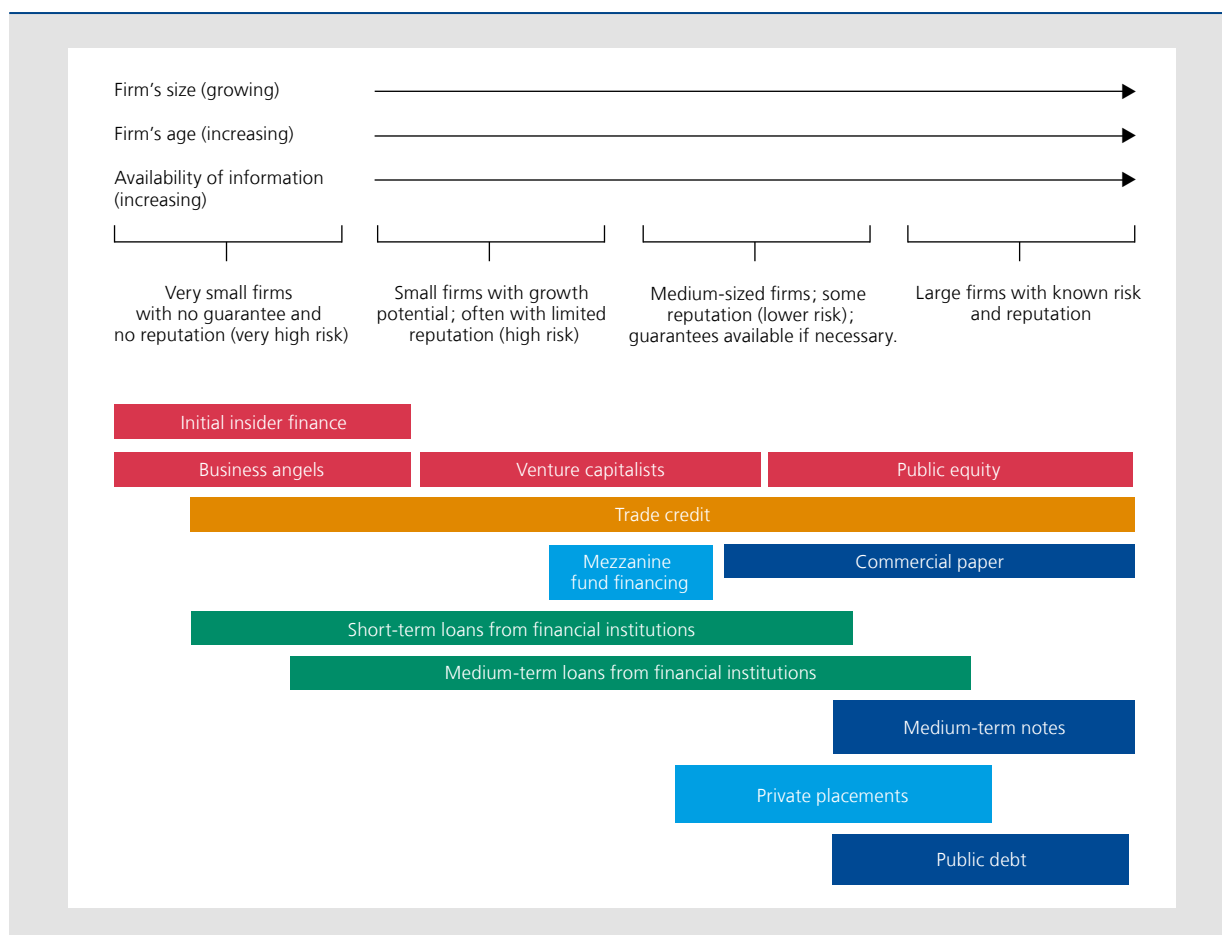 Firm's size (growing)
Firm's age (increasing)
Availability of information
(increasing)
Very small firms
with no guarantee and
no reputation (very high risk)
Small firms with growth
potential; often with limited
reputation (high risk)
Medium-sized firms; some
reputation (lower risk);
guarantees available if necessary.
Large firms with known risk
and reputation
Initial insider finance
Business angels
Venture capitalists
Public equity
Trade credit
Mezzanine
fund financing
Commercial paper
Short-term loans from financial institutions
Medium-term loans from financial institutions
Medium-term notes
Private placements
Public debt